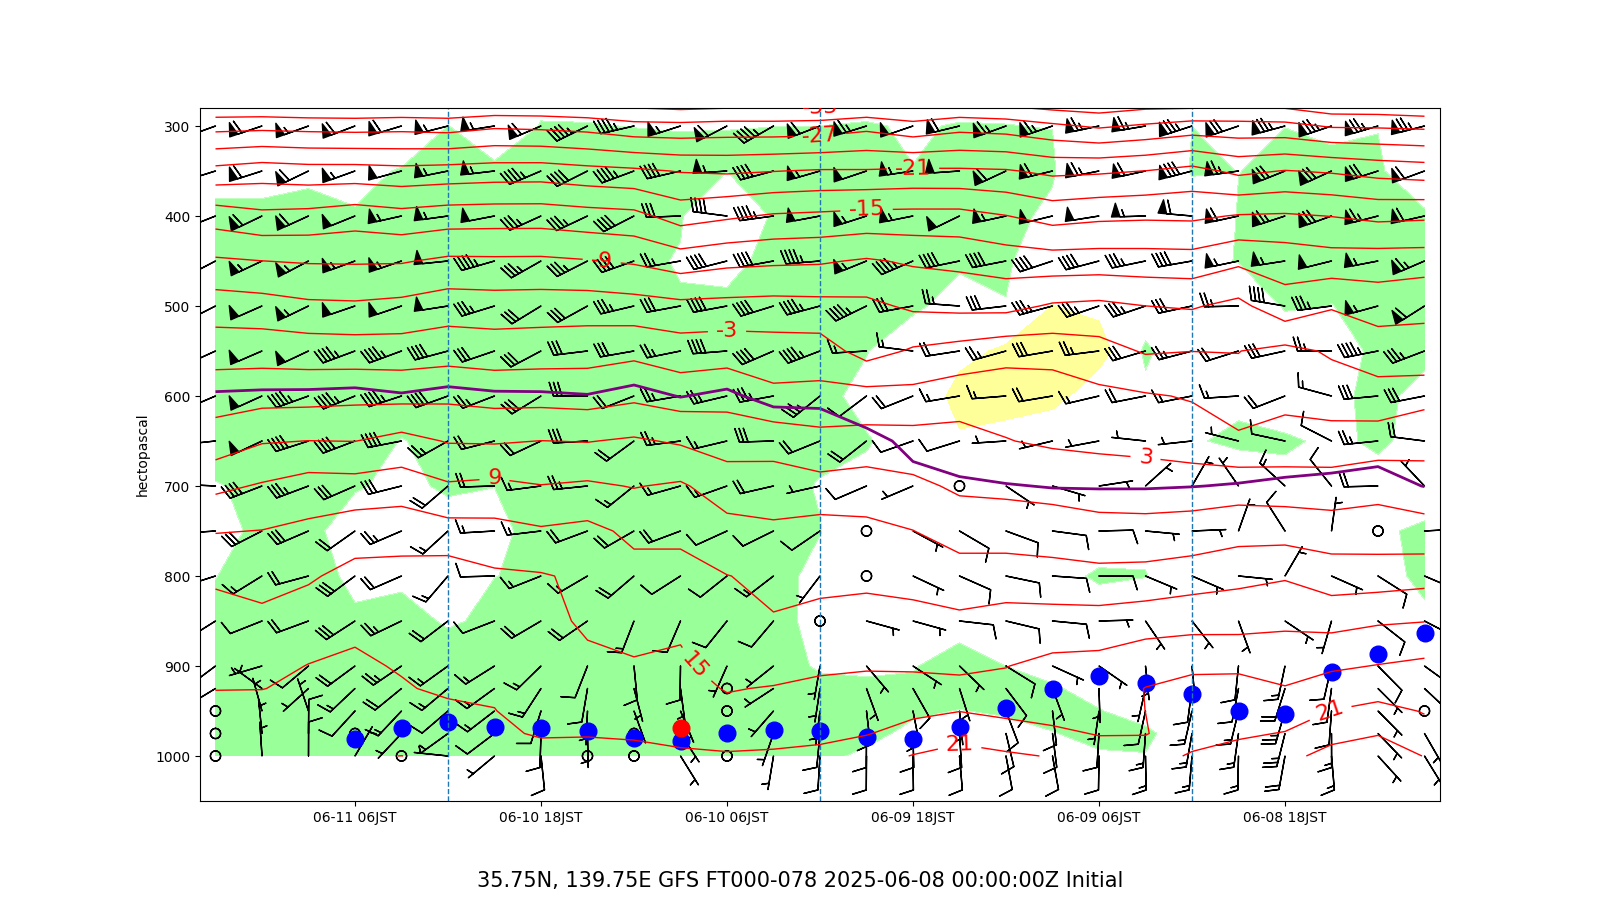 -33
300
-27
-21
400
-15
-9
500
-3
600
3
9
700
800
900
15
21
21
1000
hectopascal
06-11 06JST
06-10 18JST
06-10 06JST
06-09 18JST
06-09 06JST
06-08 18JST
35.75N, 139.75E GFS FT000-078 2025-06-08 00:00:00Z Initial